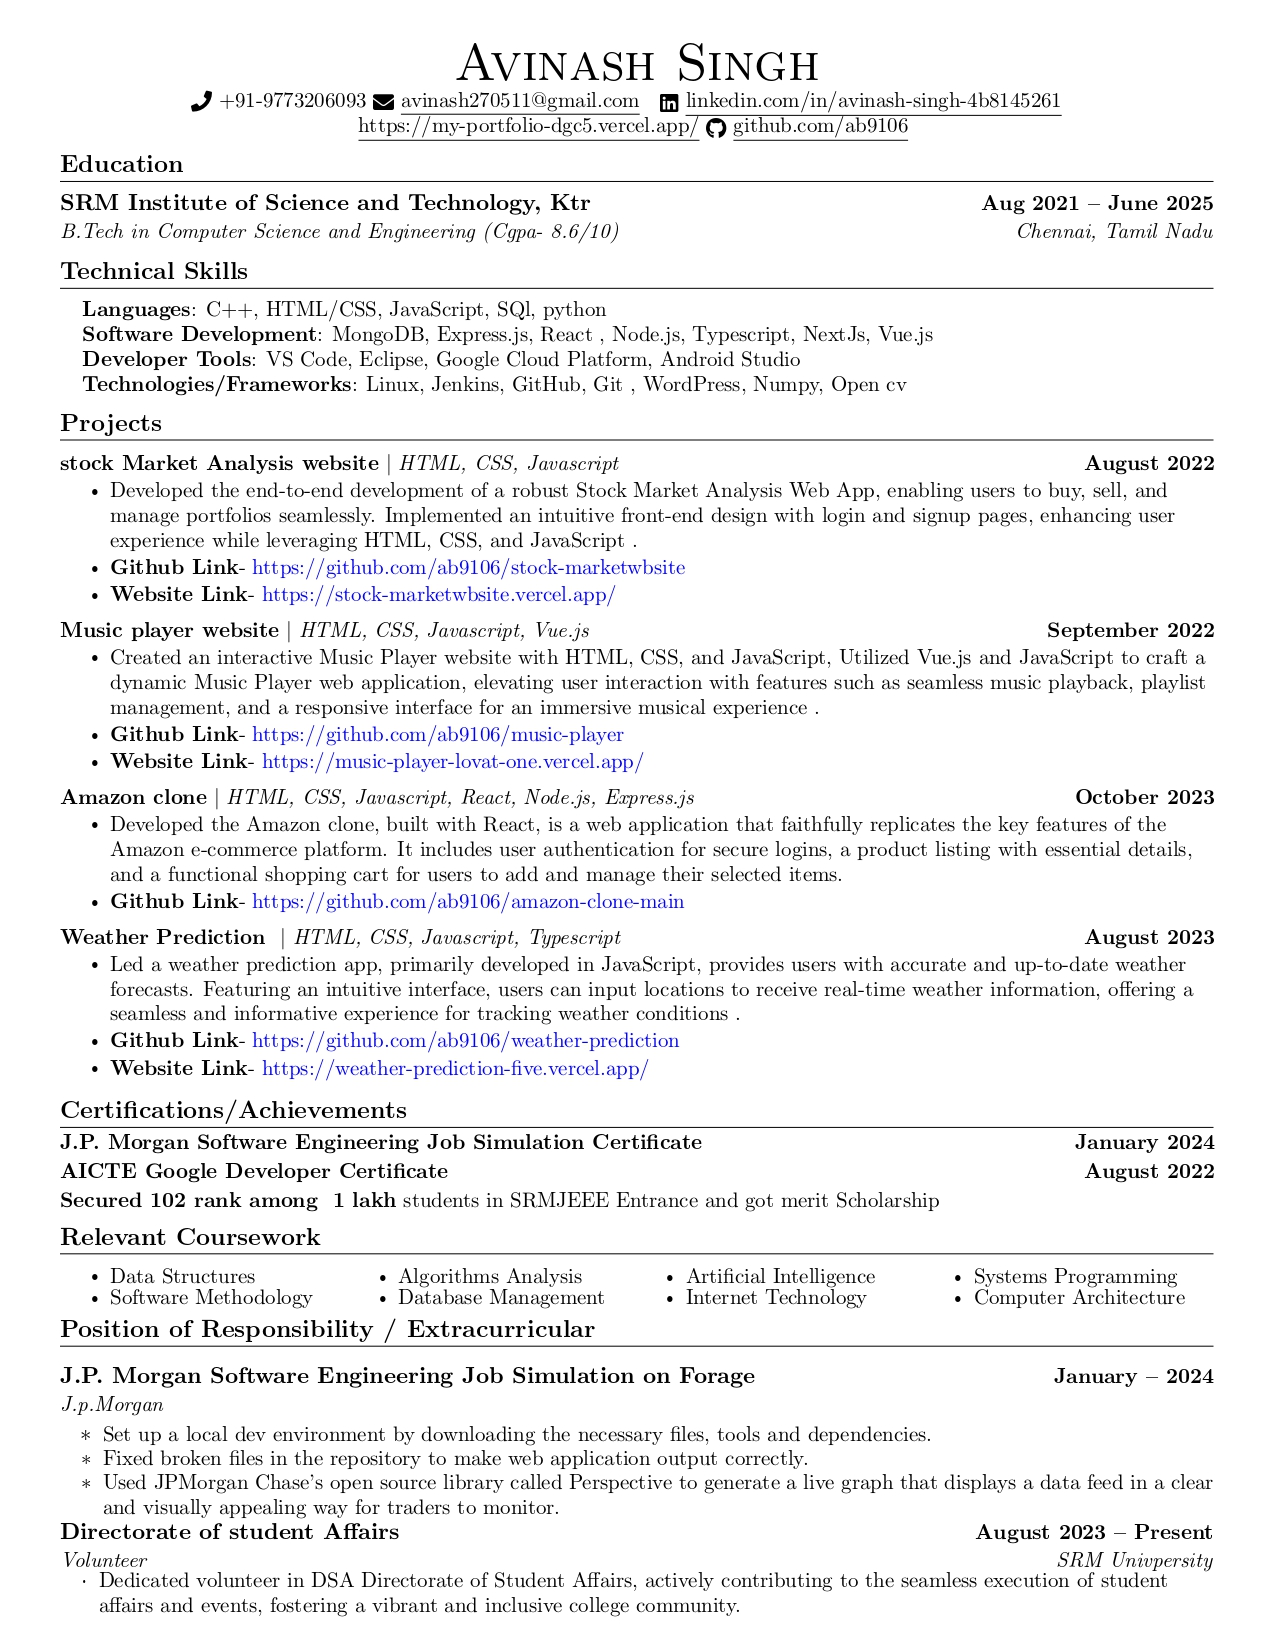 Avinash Singh
+91-9773206093 avinash270511@gmail.com linkedin.com/in/avinash-singh-4b8145261
https://my-portfolio-dgc5.vercel.app/ github.com/ab9106
Education
SRM Institute of Science and Technology, Ktr Aug 2021 – June 2025
B.Tech in Computer Science and Engineering (Cgpa- 8.6/10) Chennai, Tamil Nadu
Technical Skills
Languages: C++, HTML/CSS, JavaScript, SQl, python
Software Development: MongoDB, Express.js, React , Node.js, Typescript, NextJs, Vue.js
Developer Tools: VS Code, Eclipse, Google Cloud Platform, Android Studio
Technologies/Frameworks: Linux, Jenkins, GitHub, Git , WordPress, Numpy, Open cv
Projects
stock Market Analysis website | HTML, CSS, Javascript August 2022
• Developed the end-to-end development of a robust Stock Market Analysis Web App, enabling users to buy, sell, and
manage portfolios seamlessly. Implemented an intuitive front-end design with login and signup pages, enhancing user
experience while leveraging HTML, CSS, and JavaScript .
• Github Link- https://github.com/ab9106/stock-marketwbsite
• Website Link- https://stock-marketwbsite.vercel.app/
Music player website | HTML, CSS, Javascript, Vue.js September 2022
• Created an interactive Music Player website with HTML, CSS, and JavaScript, Utilized Vue.js and JavaScript to craft a
dynamic Music Player web application, elevating user interaction with features such as seamless music playback, playlist
management, and a responsive interface for an immersive musical experience .
• Github Link- https://github.com/ab9106/music-player
• Website Link- https://music-player-lovat-one.vercel.app/
Amazon clone | HTML, CSS, Javascript, React, Node.js, Express.js October 2023
• Developed the Amazon clone, built with React, is a web application that faithfully replicates the key features of the
Amazon e-commerce platform. It includes user authentication for secure logins, a product listing with essential details,
and a functional shopping cart for users to add and manage their selected items.
• Github Link- https://github.com/ab9106/amazon-clone-main
Weather Prediction | HTML, CSS, Javascript, Typescript August 2023
• Led a weather prediction app, primarily developed in JavaScript, provides users with accurate and up-to-date weather
forecasts. Featuring an intuitive interface, users can input locations to receive real-time weather information, offering a
seamless and informative experience for tracking weather conditions .
• Github Link- https://github.com/ab9106/weather-prediction
• Website Link- https://weather-prediction-five.vercel.app/
Certifications/Achievements
J.P. Morgan Software Engineering Job Simulation Certificate January 2024
AICTE Google Developer Certificate August 2022
Secured 102 rank among 1 lakh students in SRMJEEE Entrance and got merit Scholarship
Relevant Coursework
• Data Structures • Algorithms Analysis • Artificial Intelligence • Systems Programming
• Software Methodology • Database Management • Internet Technology • Computer Architecture
Position of Responsibility / Extracurricular
J.P. Morgan Software Engineering Job Simulation on Forage January – 2024
J.p.Morgan
∗ Set up a local dev environment by downloading the necessary files, tools and dependencies.
∗ Fixed broken files in the repository to make web application output correctly.
∗ Used JPMorgan Chase's open source library called Perspective to generate a live graph that displays a data feed in a clear
and visually appealing way for traders to monitor.
Directorate of student Affairs August 2023 – Present
Volunteer SRM Univpersity
· Dedicated volunteer in DSA Directorate of Student Affairs, actively contributing to the seamless execution of student
affairs and events, fostering a vibrant and inclusive college community.